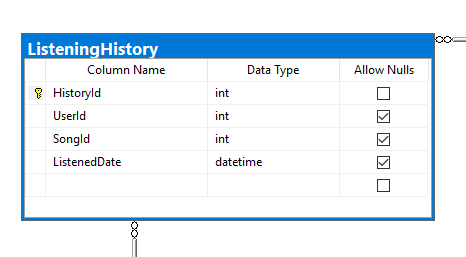 ListeningHistory
Column Name Data Type Allow Nulls
HistoryId int
UserId int
SongId int
ListenedDate datetime